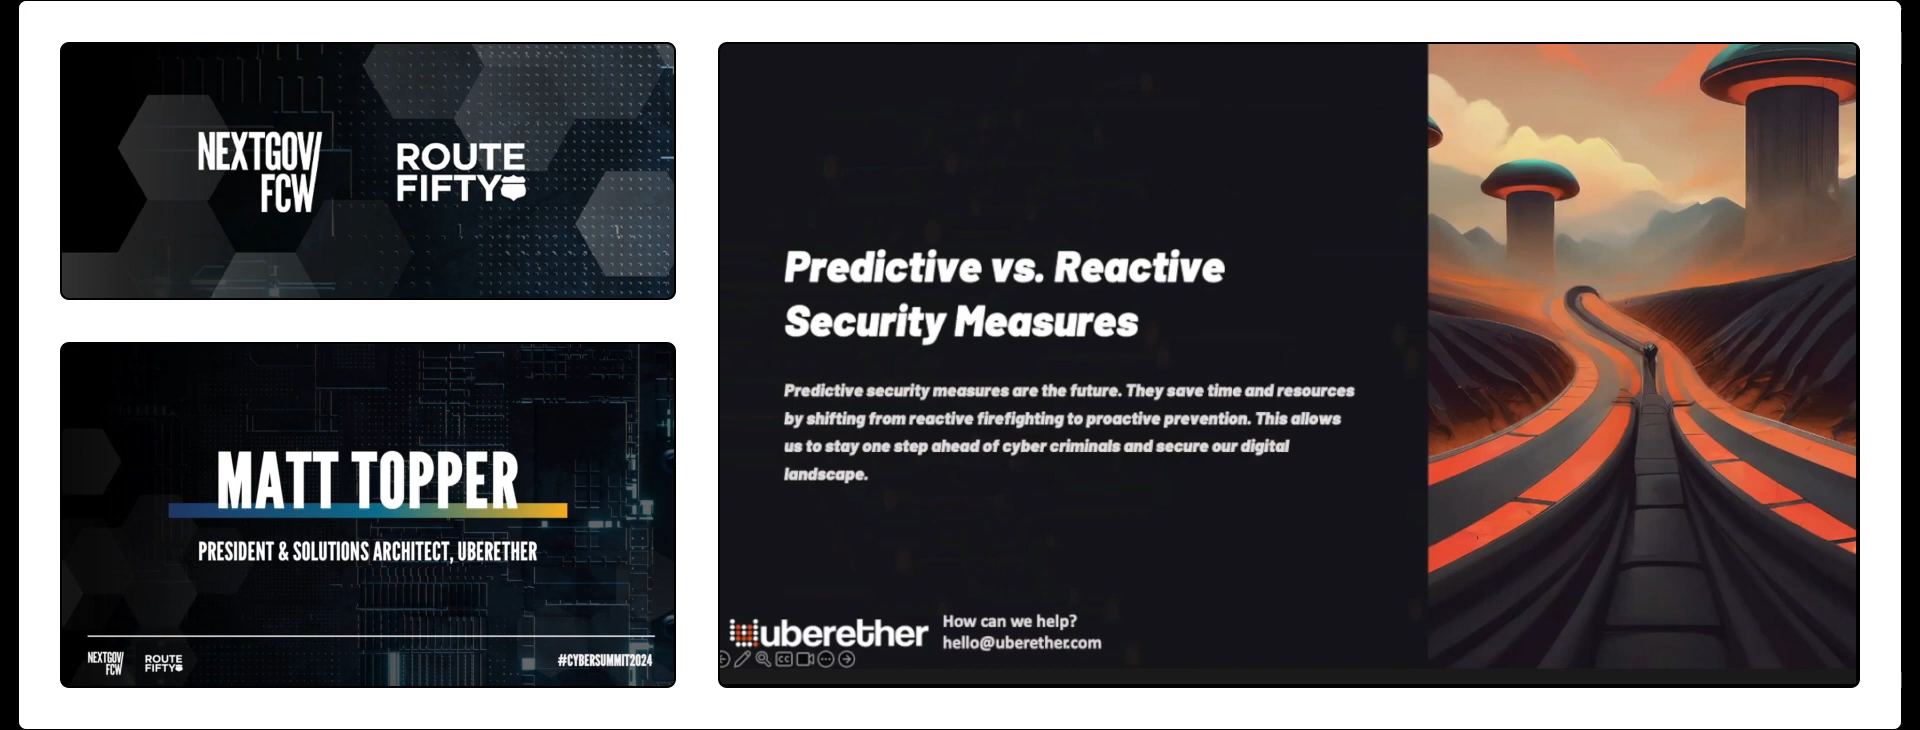 NEXTGOV/
FCW
ROUTE
FIFTY
MATT TOPPER
PRESIDENT & SOLUTIONS ARCHITECT, UBERETHER
NEXTGOV/
FCW
ROUTE
FIFTY
#CYBERSUMMIT2024
Predictive vs. Reactive
Security Measures
Predictive security measures are the future. They save time and resources
by shifting from reactive firefighting to proactive prevention. This allows
us to stay one step ahead of cyber criminals and secure our digital
landscape.
uberether
How can we help?
hello@uberether.com
CC